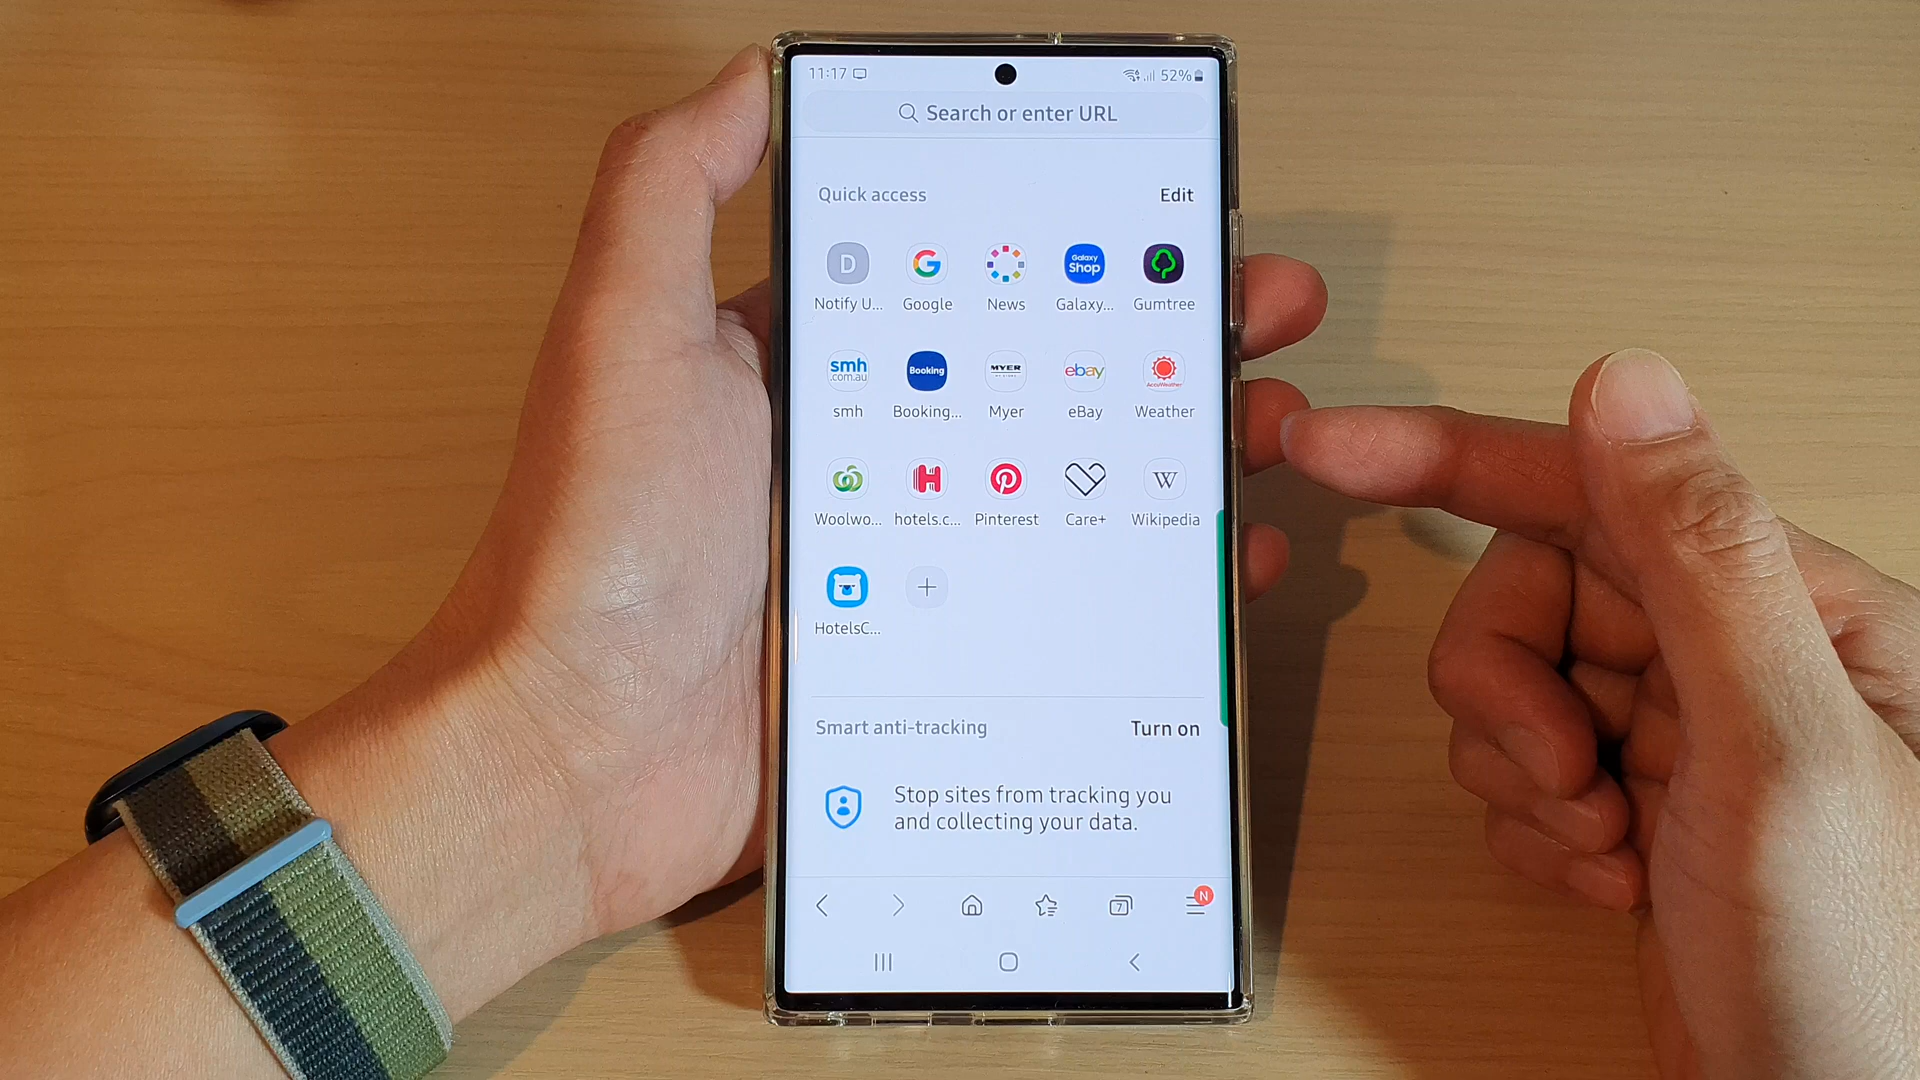 11:17 52%
Search or enter URL
Quick access Edit
D G Galaxy Shop
Notify U... Google News Galaxy... Gumtree
smh .com.au Booking MYER ebay AccuWeather
smh Booking... Myer eBay Weather
H W
Woolwo... hotels.c... Pinterest Care+ Wikipedia
HotelsC...
Smart anti-tracking Turn on
Stop sites from tracking you
and collecting your data.
7 N